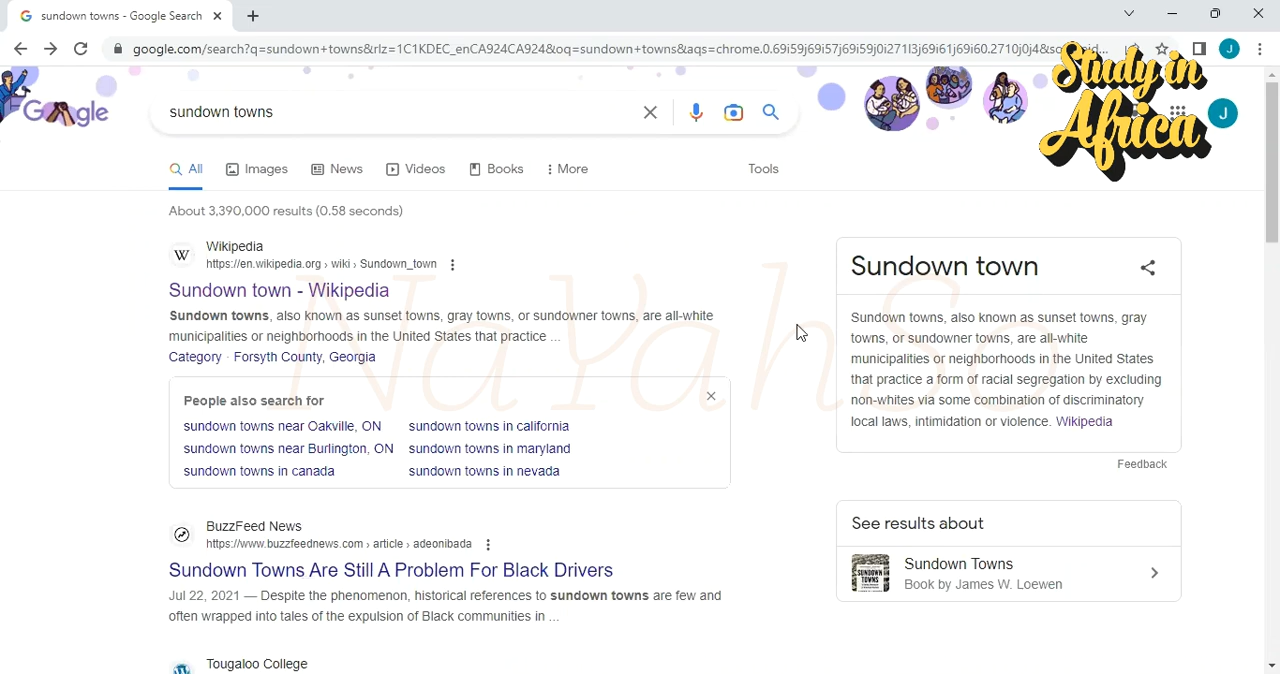 sundown towns - Google Search
google.com/search?q=sundown+towns&rlz=1C1KDEC_enCA924CA924&oq=sundown+towns&aqs=chrome.0.69i59j69i57j69i59j0i271l3j69i61j69i60.2710j0j4&so
Study in
Africa
Google
sundown towns
J
J
All
Images
News
Videos
Books
More
Tools
About 3,390,000 results (0.58 seconds)
W
Wikipedia
https://en.wikipedia.org › wiki › Sundown_town
Sundown town - Wikipedia
Sundown towns, also known as sunset towns, gray towns, or sundowner towns, are all-white
municipalities or neighborhoods in the United States that practice ...
Category · Forsyth County, Georgia
People also search for
sundown towns near Oakville, ON
sundown towns in california
sundown towns near Burlington, ON
sundown towns in maryland
sundown towns in canada
sundown towns in nevada
BuzzFeed News
https://www.buzzfeednews.com › article › adeonibada
Sundown Towns Are Still A Problem For Black Drivers
Jul 22, 2021 — Despite the phenomenon, historical references to sundown towns are few and
often wrapped into tales of the expulsion of Black communities in ...
Tougaloo College
Sundown town
Sundown towns, also known as sunset towns, gray
towns, or sundowner towns, are all-white
municipalities or neighborhoods in the United States
that practice a form of racial segregation by excluding
non-whites via some combination of discriminatory
local laws, intimidation or violence. Wikipedia
Feedback
See results about
SUNDOWN
TOWNS
Sundown Towns
Book by James W. Loewen
NaYahSo